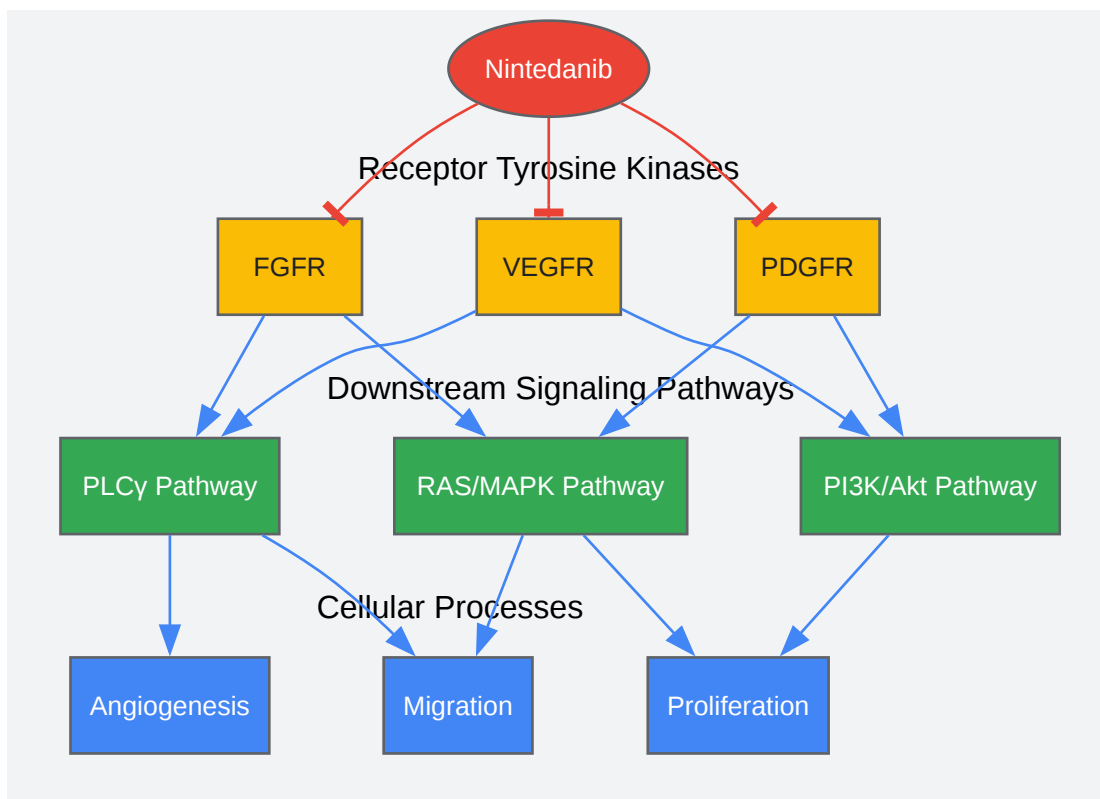 Nintedanib
Receptor Tyrosine Kinases
FGFR
VEGFR
PDGFR
Downstream Signaling Pathways
PLCγ Pathway
RAS/MAPK Pathway
PI3K/Akt Pathway
Cellular Processes
Angiogenesis
Migration
Proliferation